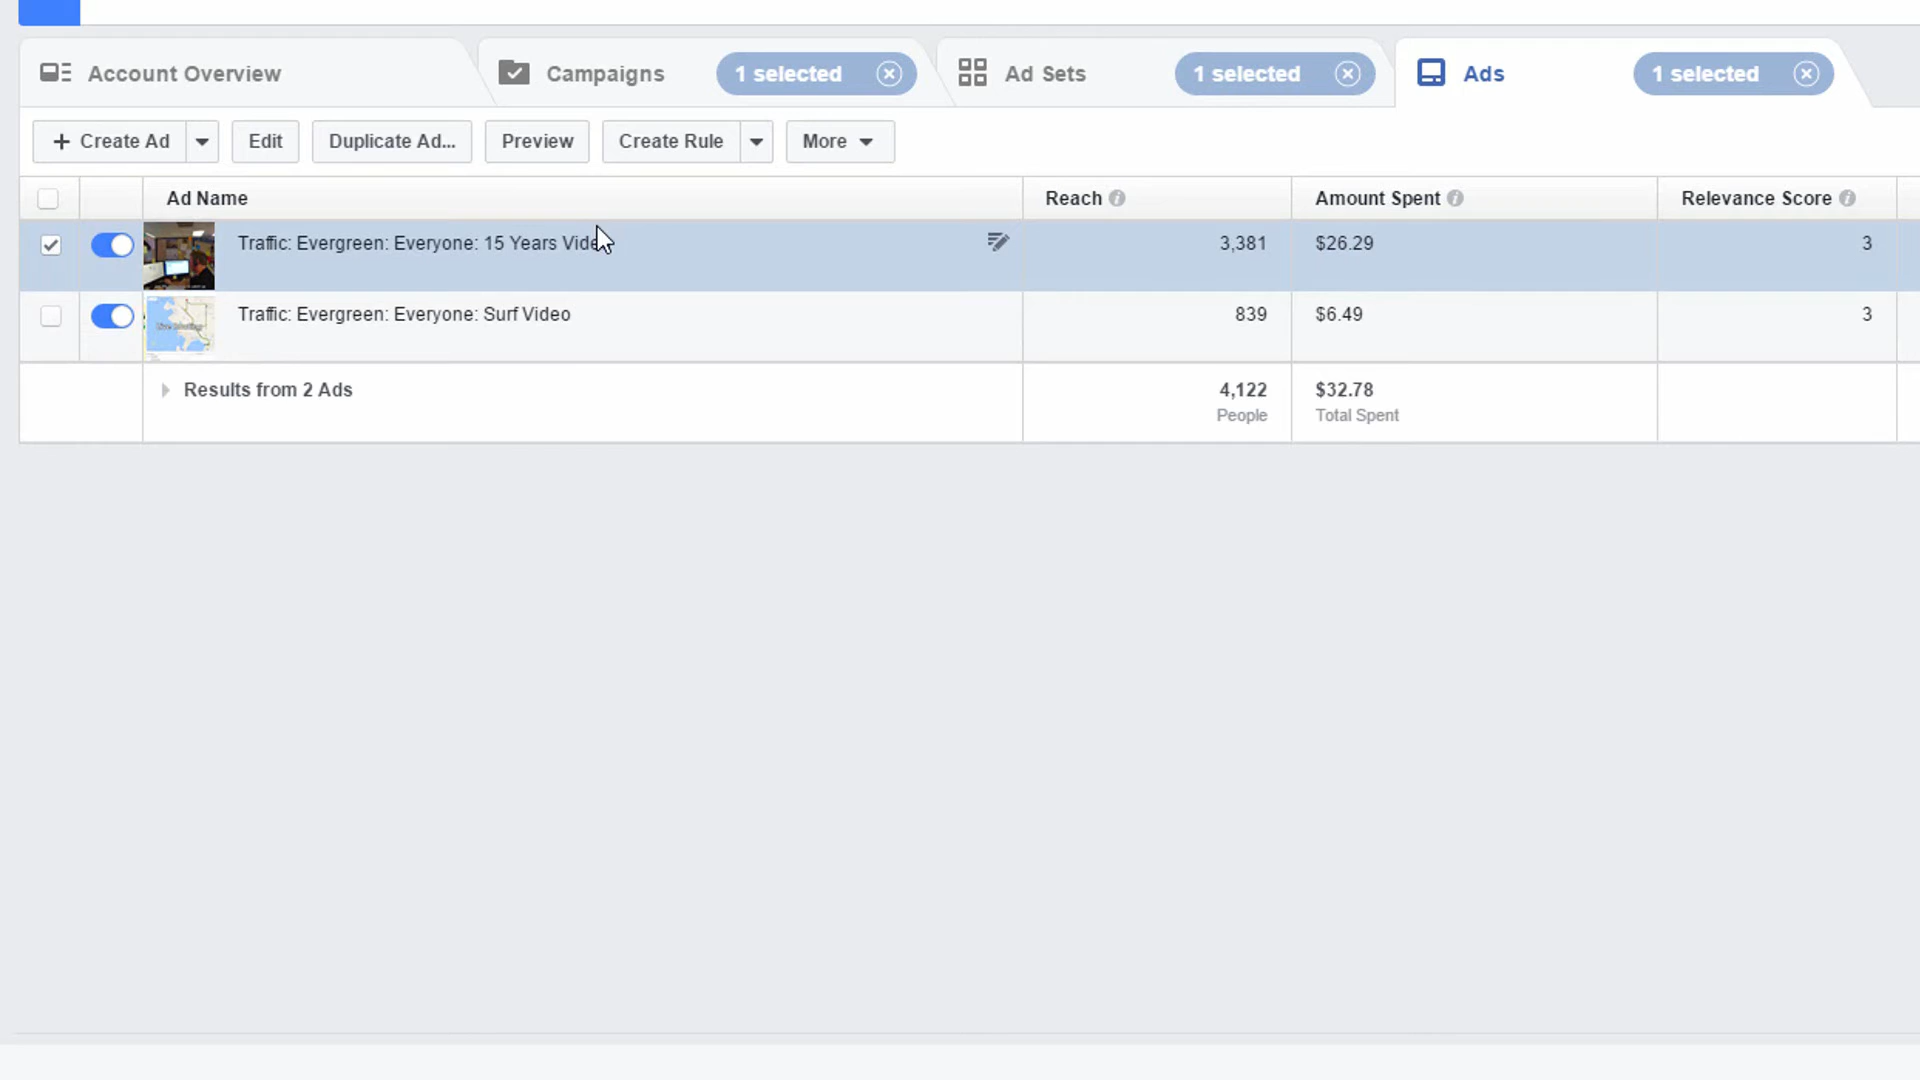 Account Overview
Campaigns
1 selected
Ad Sets
1 selected
Ads
1 selected
+ Create Ad
Edit
Duplicate Ad...
Preview
Create Rule
More
Ad Name
Reach
Amount Spent
Relevance Score
Traffic: Evergreen: Everyone: 15 Years Video
3,381
$26.29
3
Traffic: Evergreen: Everyone: Surf Video
839
$6.49
3
Results from 2 Ads
4,122
$32.78
People
Total Spent